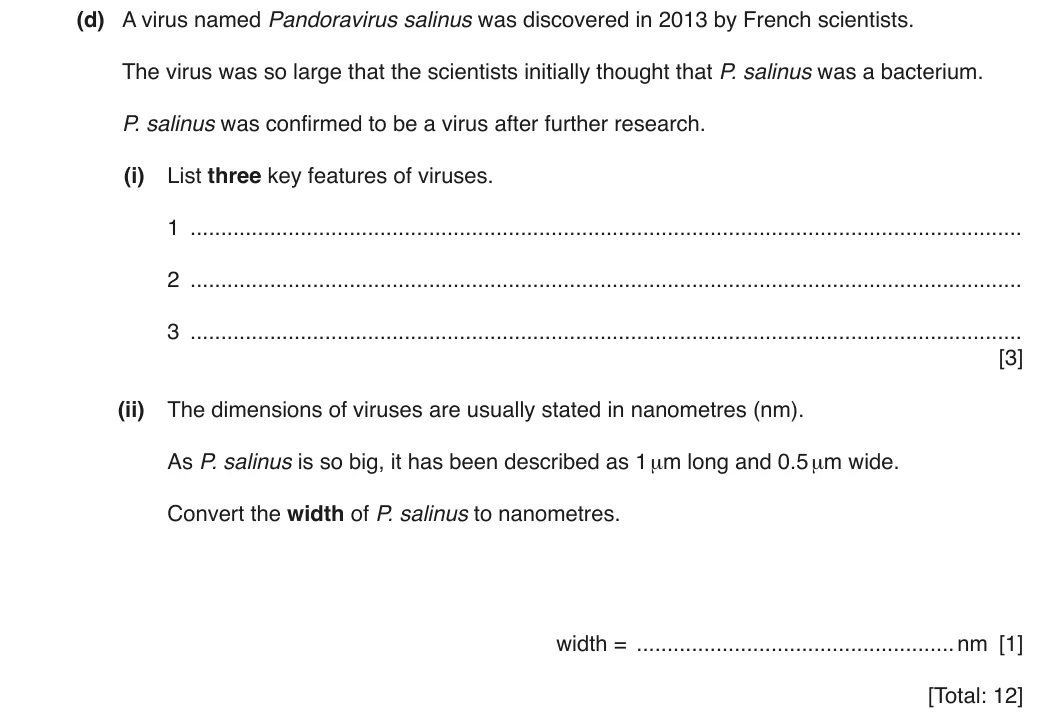 (d) A virus named Pandoravirus salinus was discovered in 2013 by French scientists.
The virus was so large that the scientists initially thought that P. salinus was a bacterium.
P. salinus was confirmed to be a virus after further research.
(i) List three key features of viruses.
1 ..........................................................................................................................................
2 ..........................................................................................................................................
3 ..........................................................................................................................................
[3]
(ii) The dimensions of viruses are usually stated in nanometres (nm).
As P. salinus is so big, it has been described as 1 μm long and 0.5 μm wide.
Convert the width of P. salinus to nanometres.
width = .................................................... nm [1]
[Total: 12]